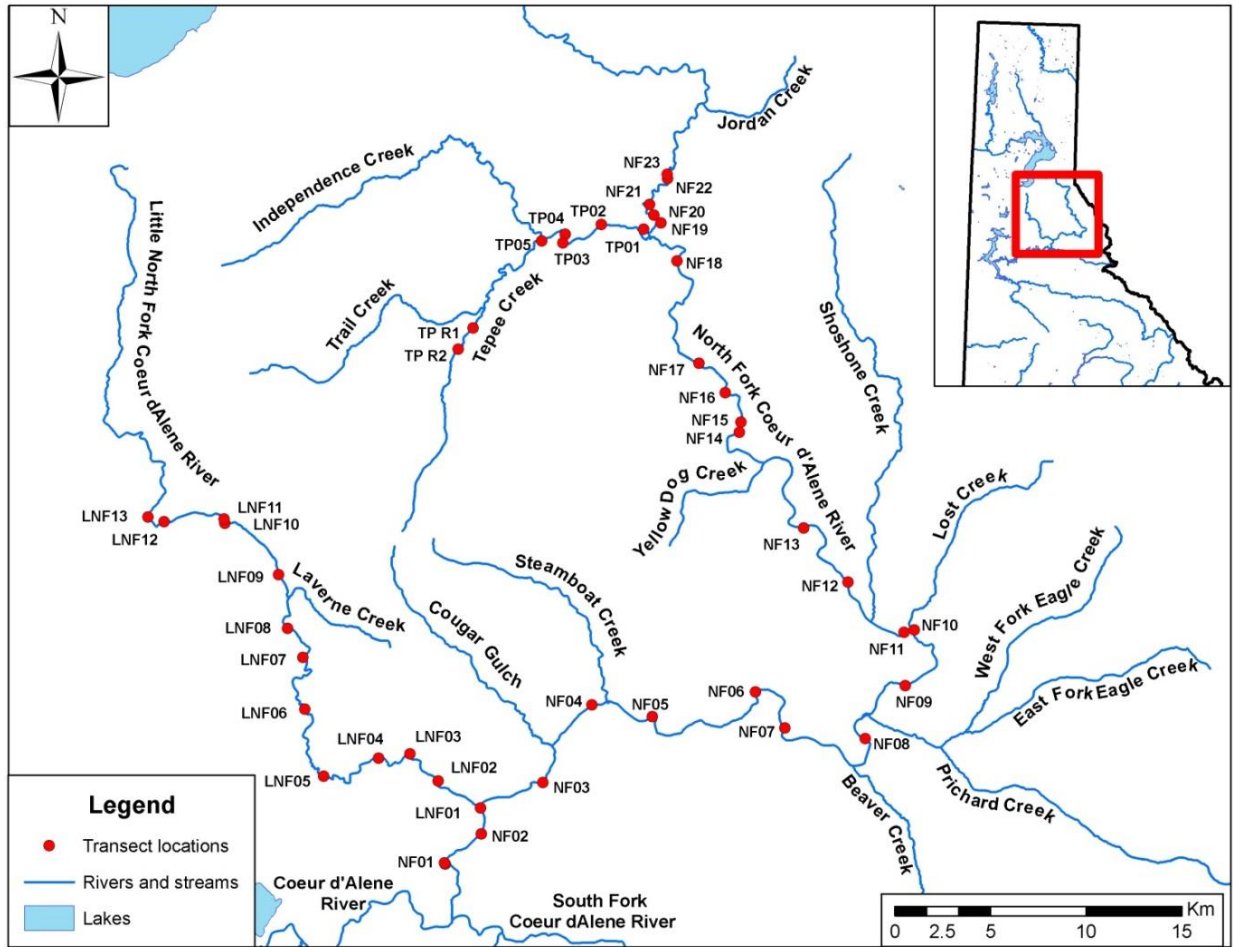 N
Jordan Creek
Independence Creek
NF23
NF22
NF21
NF20
NF19
TP04
TP02
TP01
TP05
TP03
NF18
Little North Fork Coeur dAlene River
Trail Creek
TP R1
TP R2
Tepee Creek
Shoshone Creek
North Fork Coeur d'Alene River
NF17
NF16
NF15
NF14
Yellow Dog Creek
Lost Creek
LNF13
LNF12
LNF11
LNF10
NF13
West Fork Eagle Creek
Steamboat Creek
LNF09
Laverne Creek
NF12
Cougar Gulch
LNF08
NF10
NF11
East Fork Eagle Creek
LNF07
NF09
LNF06
NF04
NF05
NF06
NF07
NF08
LNF04
LNF03
LNF05
LNF02
NF03
Prichard Creek
Beaver Creek
LNF01
NF02
NF01
Coeur d'Alene
River
South Fork
Coeur dAlene River
Legend
Transect locations
Rivers and streams
Lakes
Km
0 2.5 5 10 15